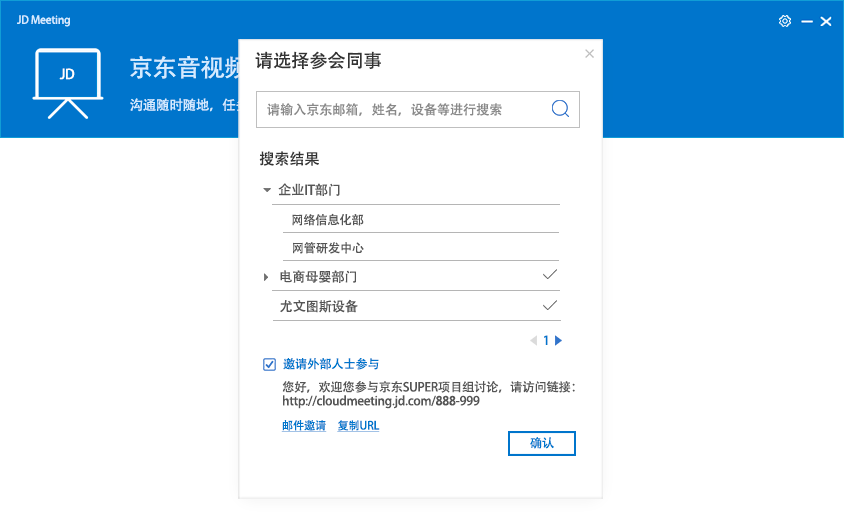 JD Meeting
JD
京东音视频
沟通随时随地，任
请选择参会同事
请输入京东邮箱，姓名，设备等进行搜索
搜索结果
企业IT部门
网络信息化部
网管研发中心
电商母婴部门
尤文图斯设备
1
邀请外部人士参与
您好，欢迎您参与京东SUPER项目组讨论，请访问链接：
http://cloudmeeting.jd.com/888-999
邮件邀请 复制URL
确认